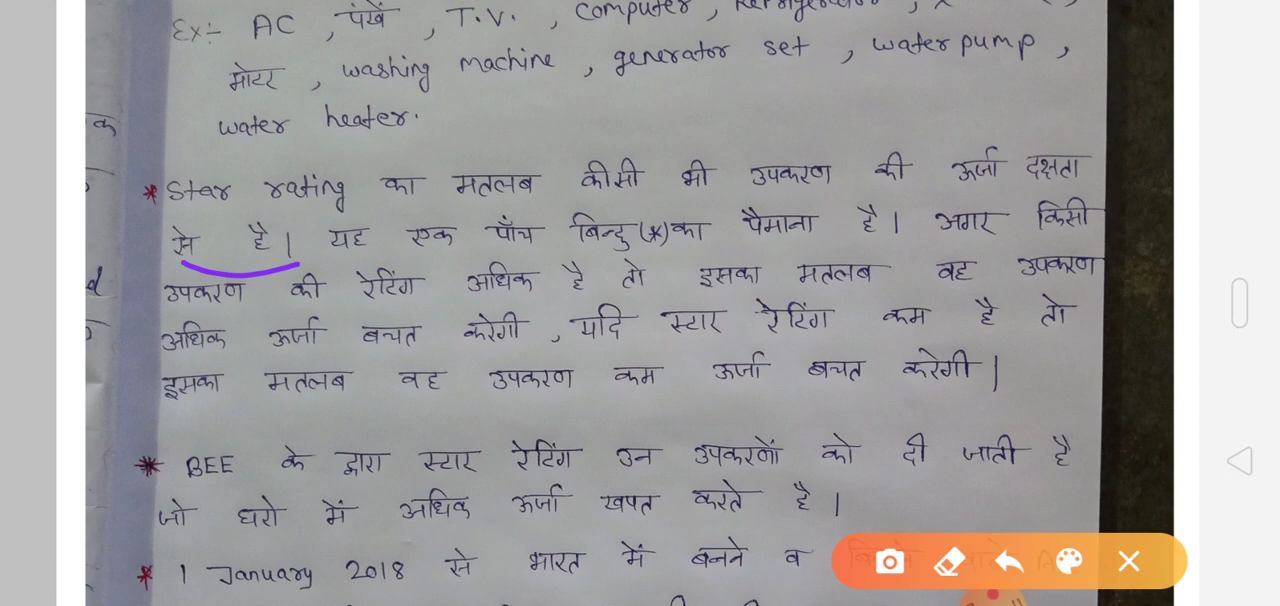 Ex:- AC , पंखें , T.V. , Computer , Refrigerator ,
मोटर , washing machine , generator set , water pump ,
water heater.
क
* Star rating का मतलब कीसी भी उपकरण की ऊर्जा दक्षता
से है। यह एक पाँच बिन्दु (*) का पैमाना है। अगर किसी
d उपकरण की रेटिंग अधिक है तो इसका मतलब वह उपकरण
अधिक ऊर्जा बचत करेगी , यदि स्टार रेटिंग कम है तो
इसका मतलब वह उपकरण कम ऊर्जा बचत करेगी।
* BEE के द्वारा स्टार रेटिंग उन उपकरणों को दी जाती है
जो घरो में अधिक ऊर्जा खपत करते है।
* 1 January 2018 से भारत में बनने व